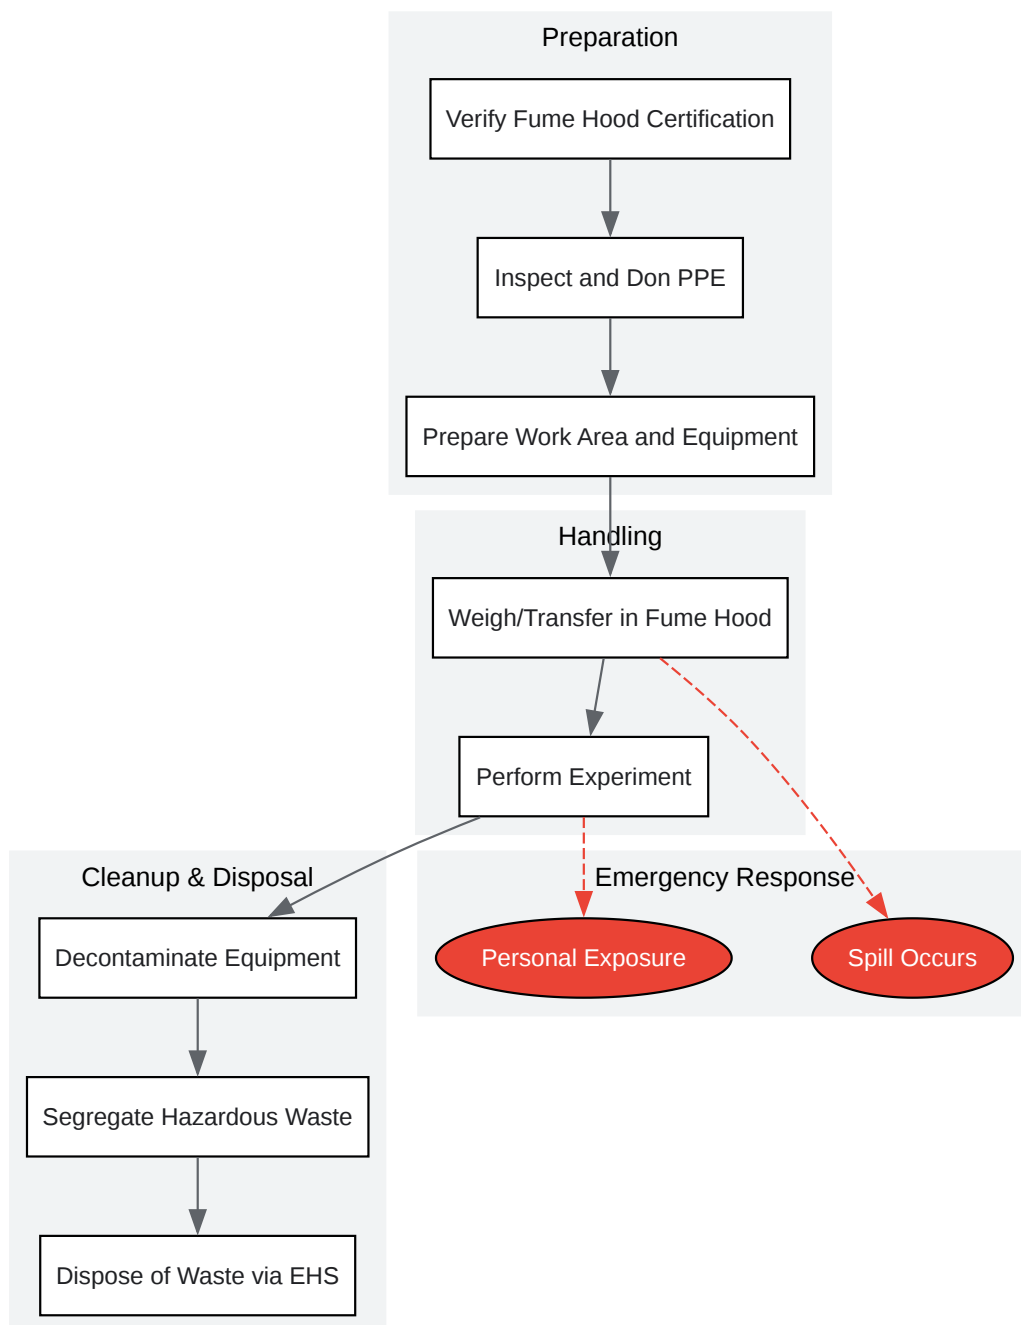 Preparation
Verify Fume Hood Certification
Inspect and Don PPE
Prepare Work Area and Equipment
Handling
Weigh/Transfer in Fume Hood
Perform Experiment
Cleanup & Disposal
Decontaminate Equipment
Segregate Hazardous Waste
Dispose of Waste via EHS
Emergency Response
Personal Exposure
Spill Occurs